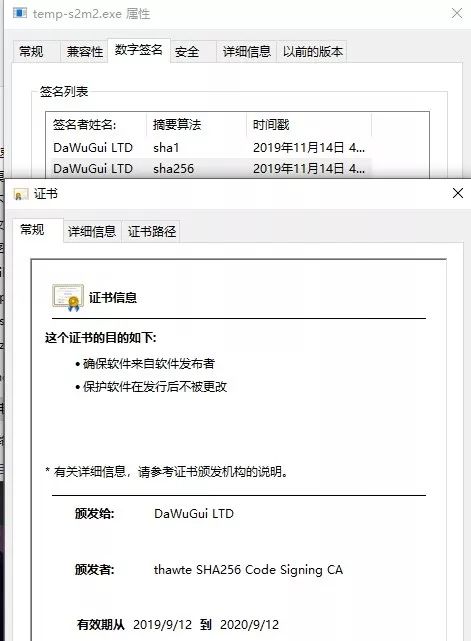 temp-s2m2.exe 属性
常规 兼容性 数字签名 安全 详细信息 以前的版本
签名列表
签名者姓名: 摘要算法 时间戳
DaWuGui LTD sha1 2019年11月14日 4...
DaWuGui LTD sha256 2019年11月14日 4...
证书
常规 详细信息 证书路径
证书信息
这个证书的目的如下:
• 确保软件来自软件发布者
• 保护软件在发行后不被更改
* 有关详细信息，请参考证书颁发机构的说明。
颁发给: DaWuGui LTD
颁发者: thawte SHA256 Code Signing CA
有效期从 2019/9/12 到 2020/9/12